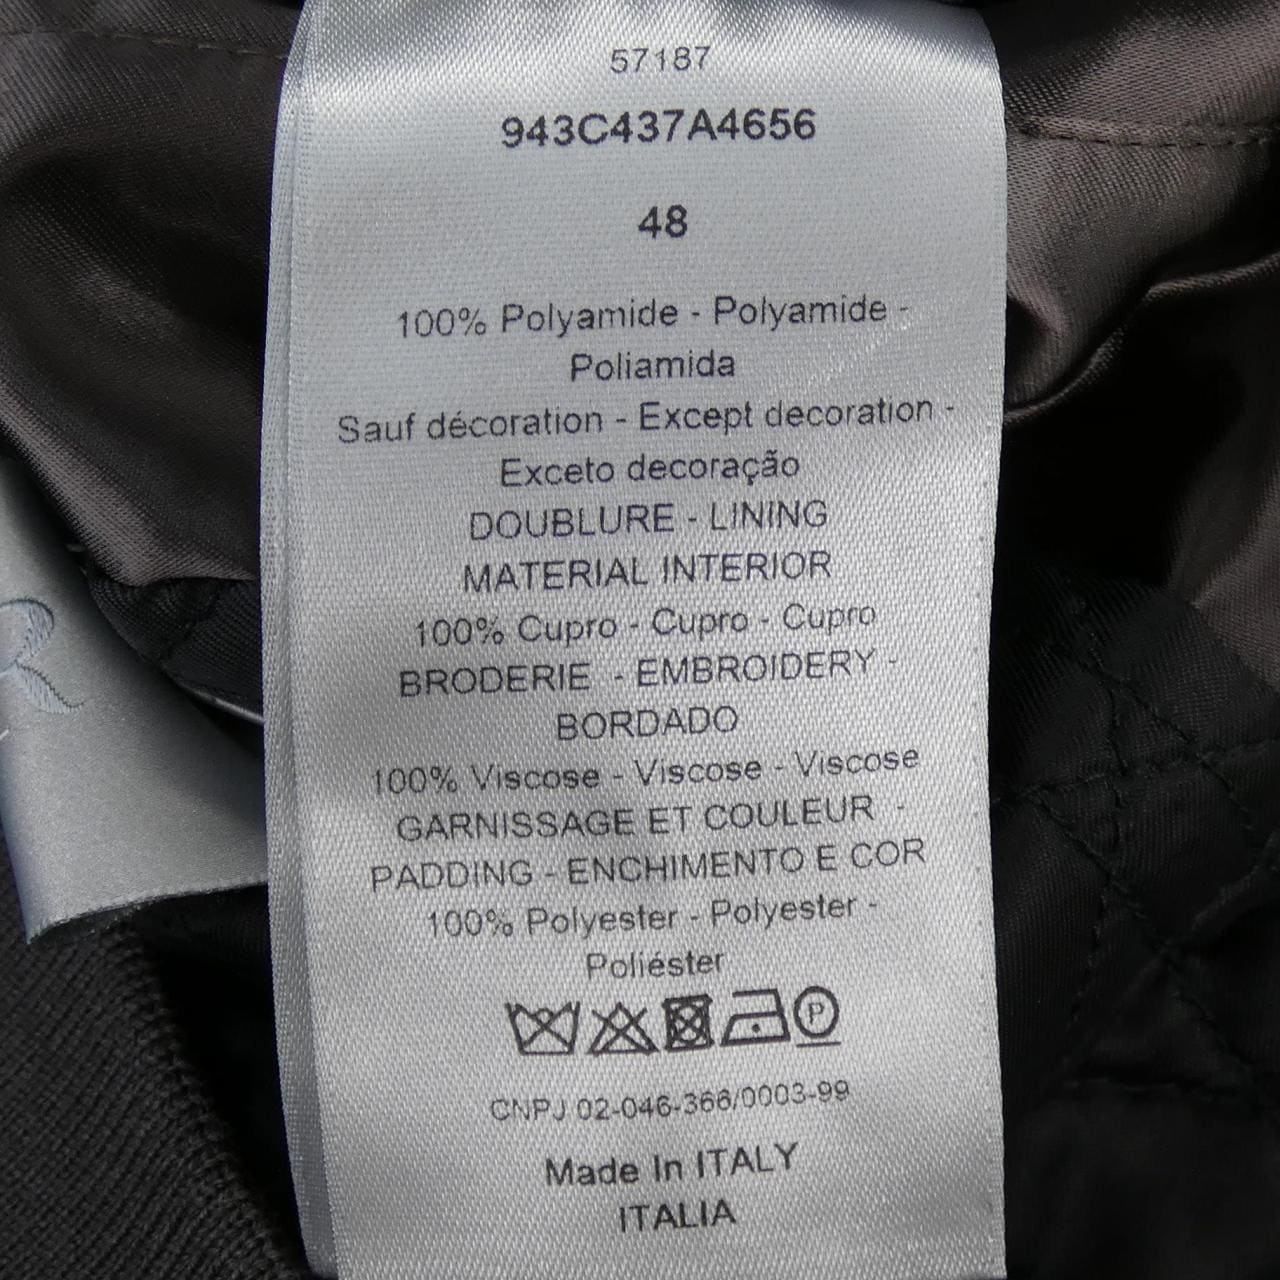 57187
943C437A4656
48
100% Polyamide - Polyamide -
Poliamida
Sauf décoration - Except decoration -
Exceto decoração
DOUBLURE - LINING
MATERIAL INTERIOR
100% Cupro - Cupro - Cupro
BRODERIE - EMBROIDERY -
BORDADO
100% Viscose - Viscose - Viscose
GARNISSAGE ET COULEUR -
PADDING - ENCHIMENTO E COR
100% Polyester - Polyester -
Poliéster
P
CNPJ 02-046-366/0003-99
Made In ITALY
ITALIA
R